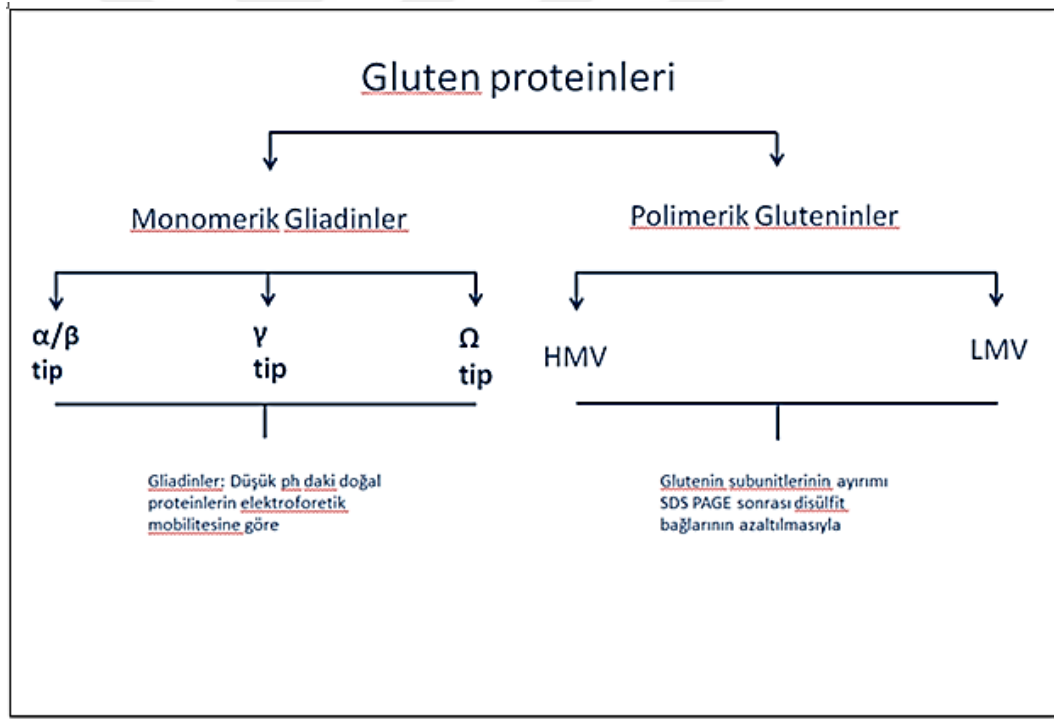 Gluten proteinleri
Monomerik Gliadinler
Polimerik Gluteninler
α/β
tip
γ
tip
Ω
tip
HMV
LMV
Gliadinler: Düşük ph daki doğal
proteinlerin elektroforetik
mobilitesine göre
Glutenin subunitlerinin ayırımı
SDS PAGE sonrası disülfit
bağlarının azaltılmasıyla